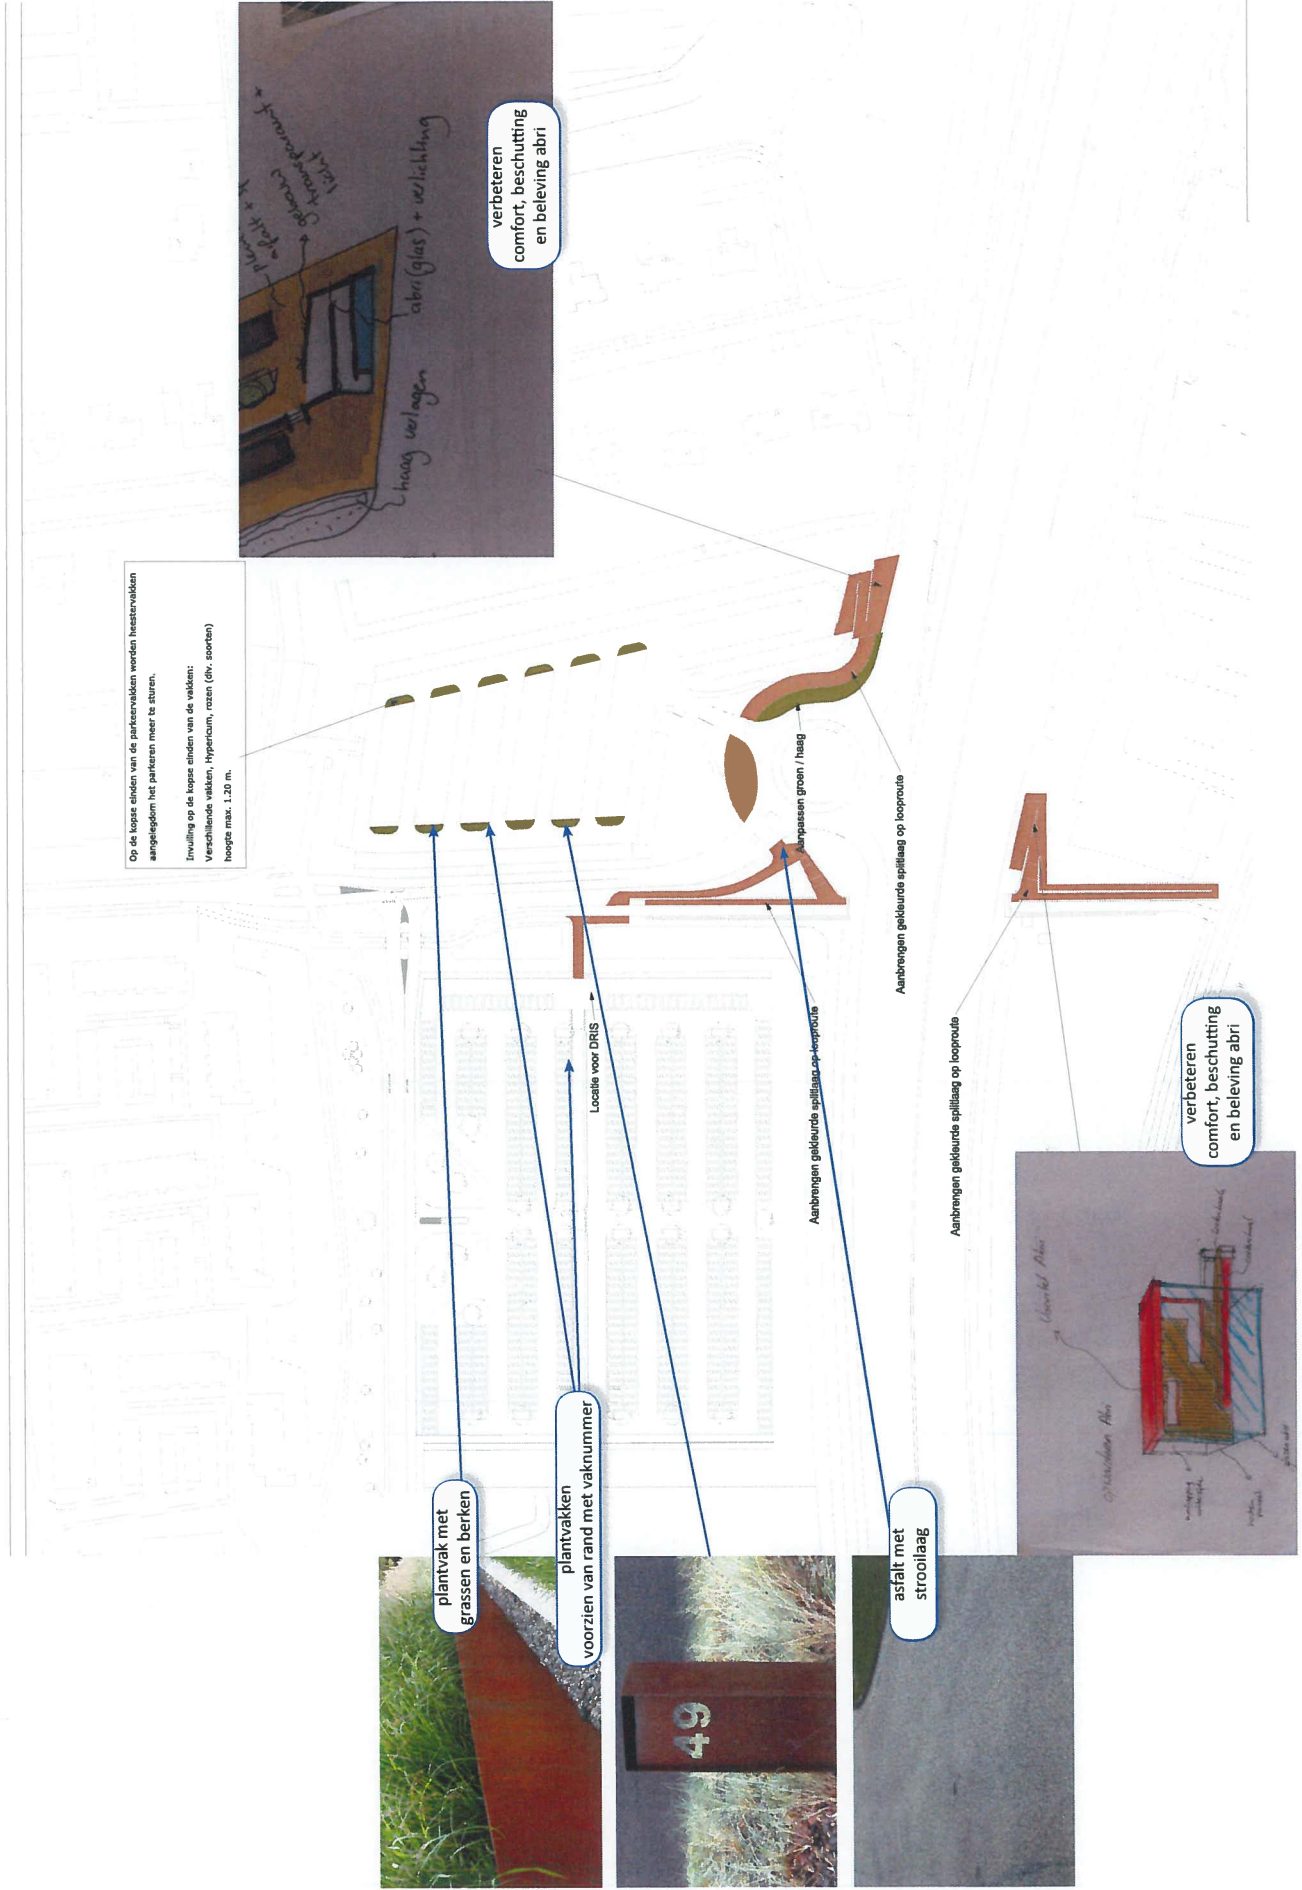 Op de kopse einden van de parkeervakken worden heestervakken
aangelegdom het parkeren meer te sturen.
Invulling op de kopse einden van de vakken:
Verschillende vakken, Hypericum, rozen (div. soorten)
hoogte max. 1.20 m.
gebouw
transparant *
licht
abri (glas) + verlichting
haag verlagen
verbeteren
comfort, beschutting
en beleving abri
plantvak met
grassen en berken
plantvakken
voorzien van rand met vaknummer
49
asfalt met
strooilaag
Locatie voor DRIS
Aanpassen groen / haag
Aanbrengen gekleurde splitlaag op looproute
Aanbrengen gekleurde splitlaag op looproute
Aanbrengen gekleurde splitlaag op looproute
verbeteren
comfort, beschutting
en beleving abri